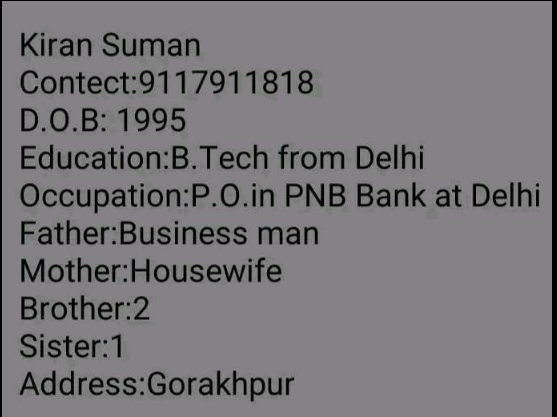 Kiran Suman
Contect:9117911818
D.O.B: 1995
Education:B.Tech from Delhi
Occupation:P.O.in PNB Bank at Delhi
Father:Business man
Mother:Housewife
Brother:2
Sister:1
Address:Gorakhpur